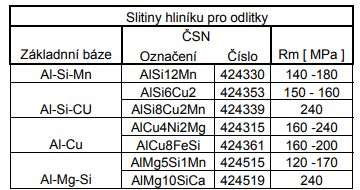 Slitiny hliníku pro odlitky
ČSN
Základnní báze Označení Číslo Rm [ MPa ]
Al-Si-Mn AlSi12Mn 424330 140 -180
AlSi6Cu2 424353 150 - 160
Al-Si-CU AlSi8Cu2Mn 424339 240
AlCu4Ni2Mg 424315 160 -240
Al-Cu AlCu8FeSi 424361 160 -200
AlMg5Si1Mn 424515 120 -170
Al-Mg-Si AlMg10SiCa 424519 240